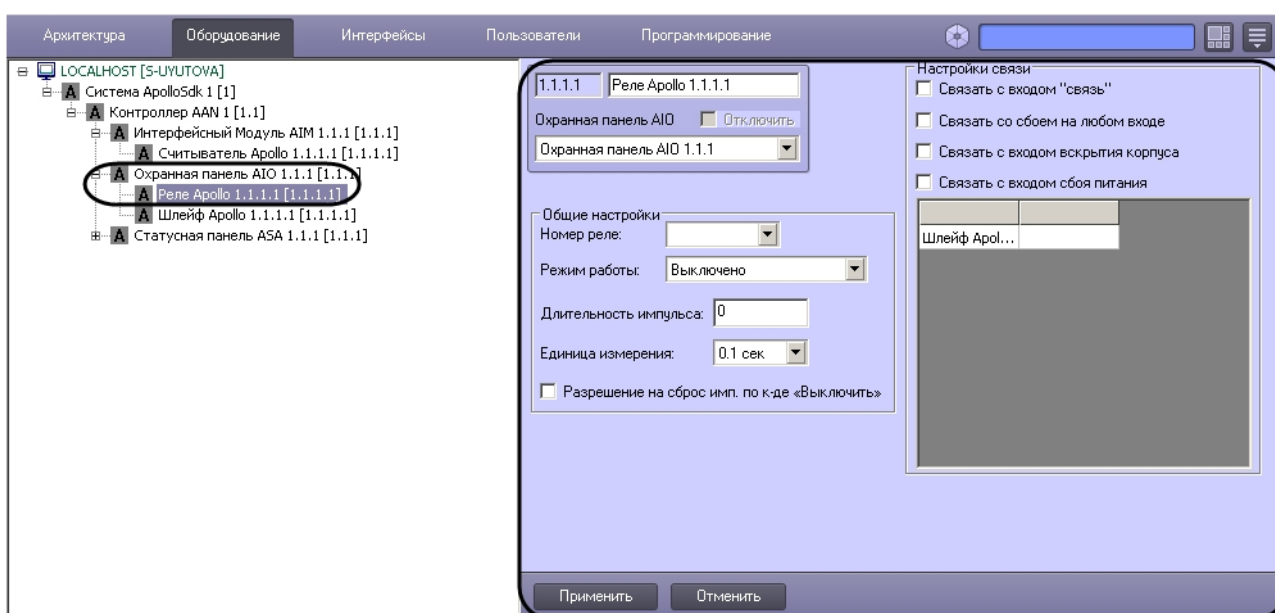 Архитектура Оборудование Интерфейсы Пользователи Программирование
LOCALHOST [S-UYUTOVA]
Система ApolloSdk 1 [1]
Контроллер AAN 1 [1.1]
Интерфейсный Модуль AIM 1.1.1 [1.1.1]
Считыватель Apollo 1.1.1.1 [1.1.1.1]
Охранная панель AIO 1.1.1 [1.1.1]
Реле Apollo 1.1.1.1 [1.1.1.1]
Шлейф Apollo 1.1.1.1 [1.1.1.1]
Статусная панель ASA 1.1.1 [1.1.1]
1.1.1.1 Реле Apollo 1.1.1.1
Охранная панель AIO Отключить
Охранная панель AIO 1.1.1
Общие настройки
Номер реле:
Режим работы: Выключено
Длительность импульса: 0
Единица измерения: 0.1 сек
Разрешение на сброс имп. по к-де «Выключить»
Настройки связи
Связать с входом "связь"
Связать со сбоем на любом входе
Связать с входом вскрытия корпуса
Связать с входом сбоя питания
Шлейф Apol...
Применить Отменить